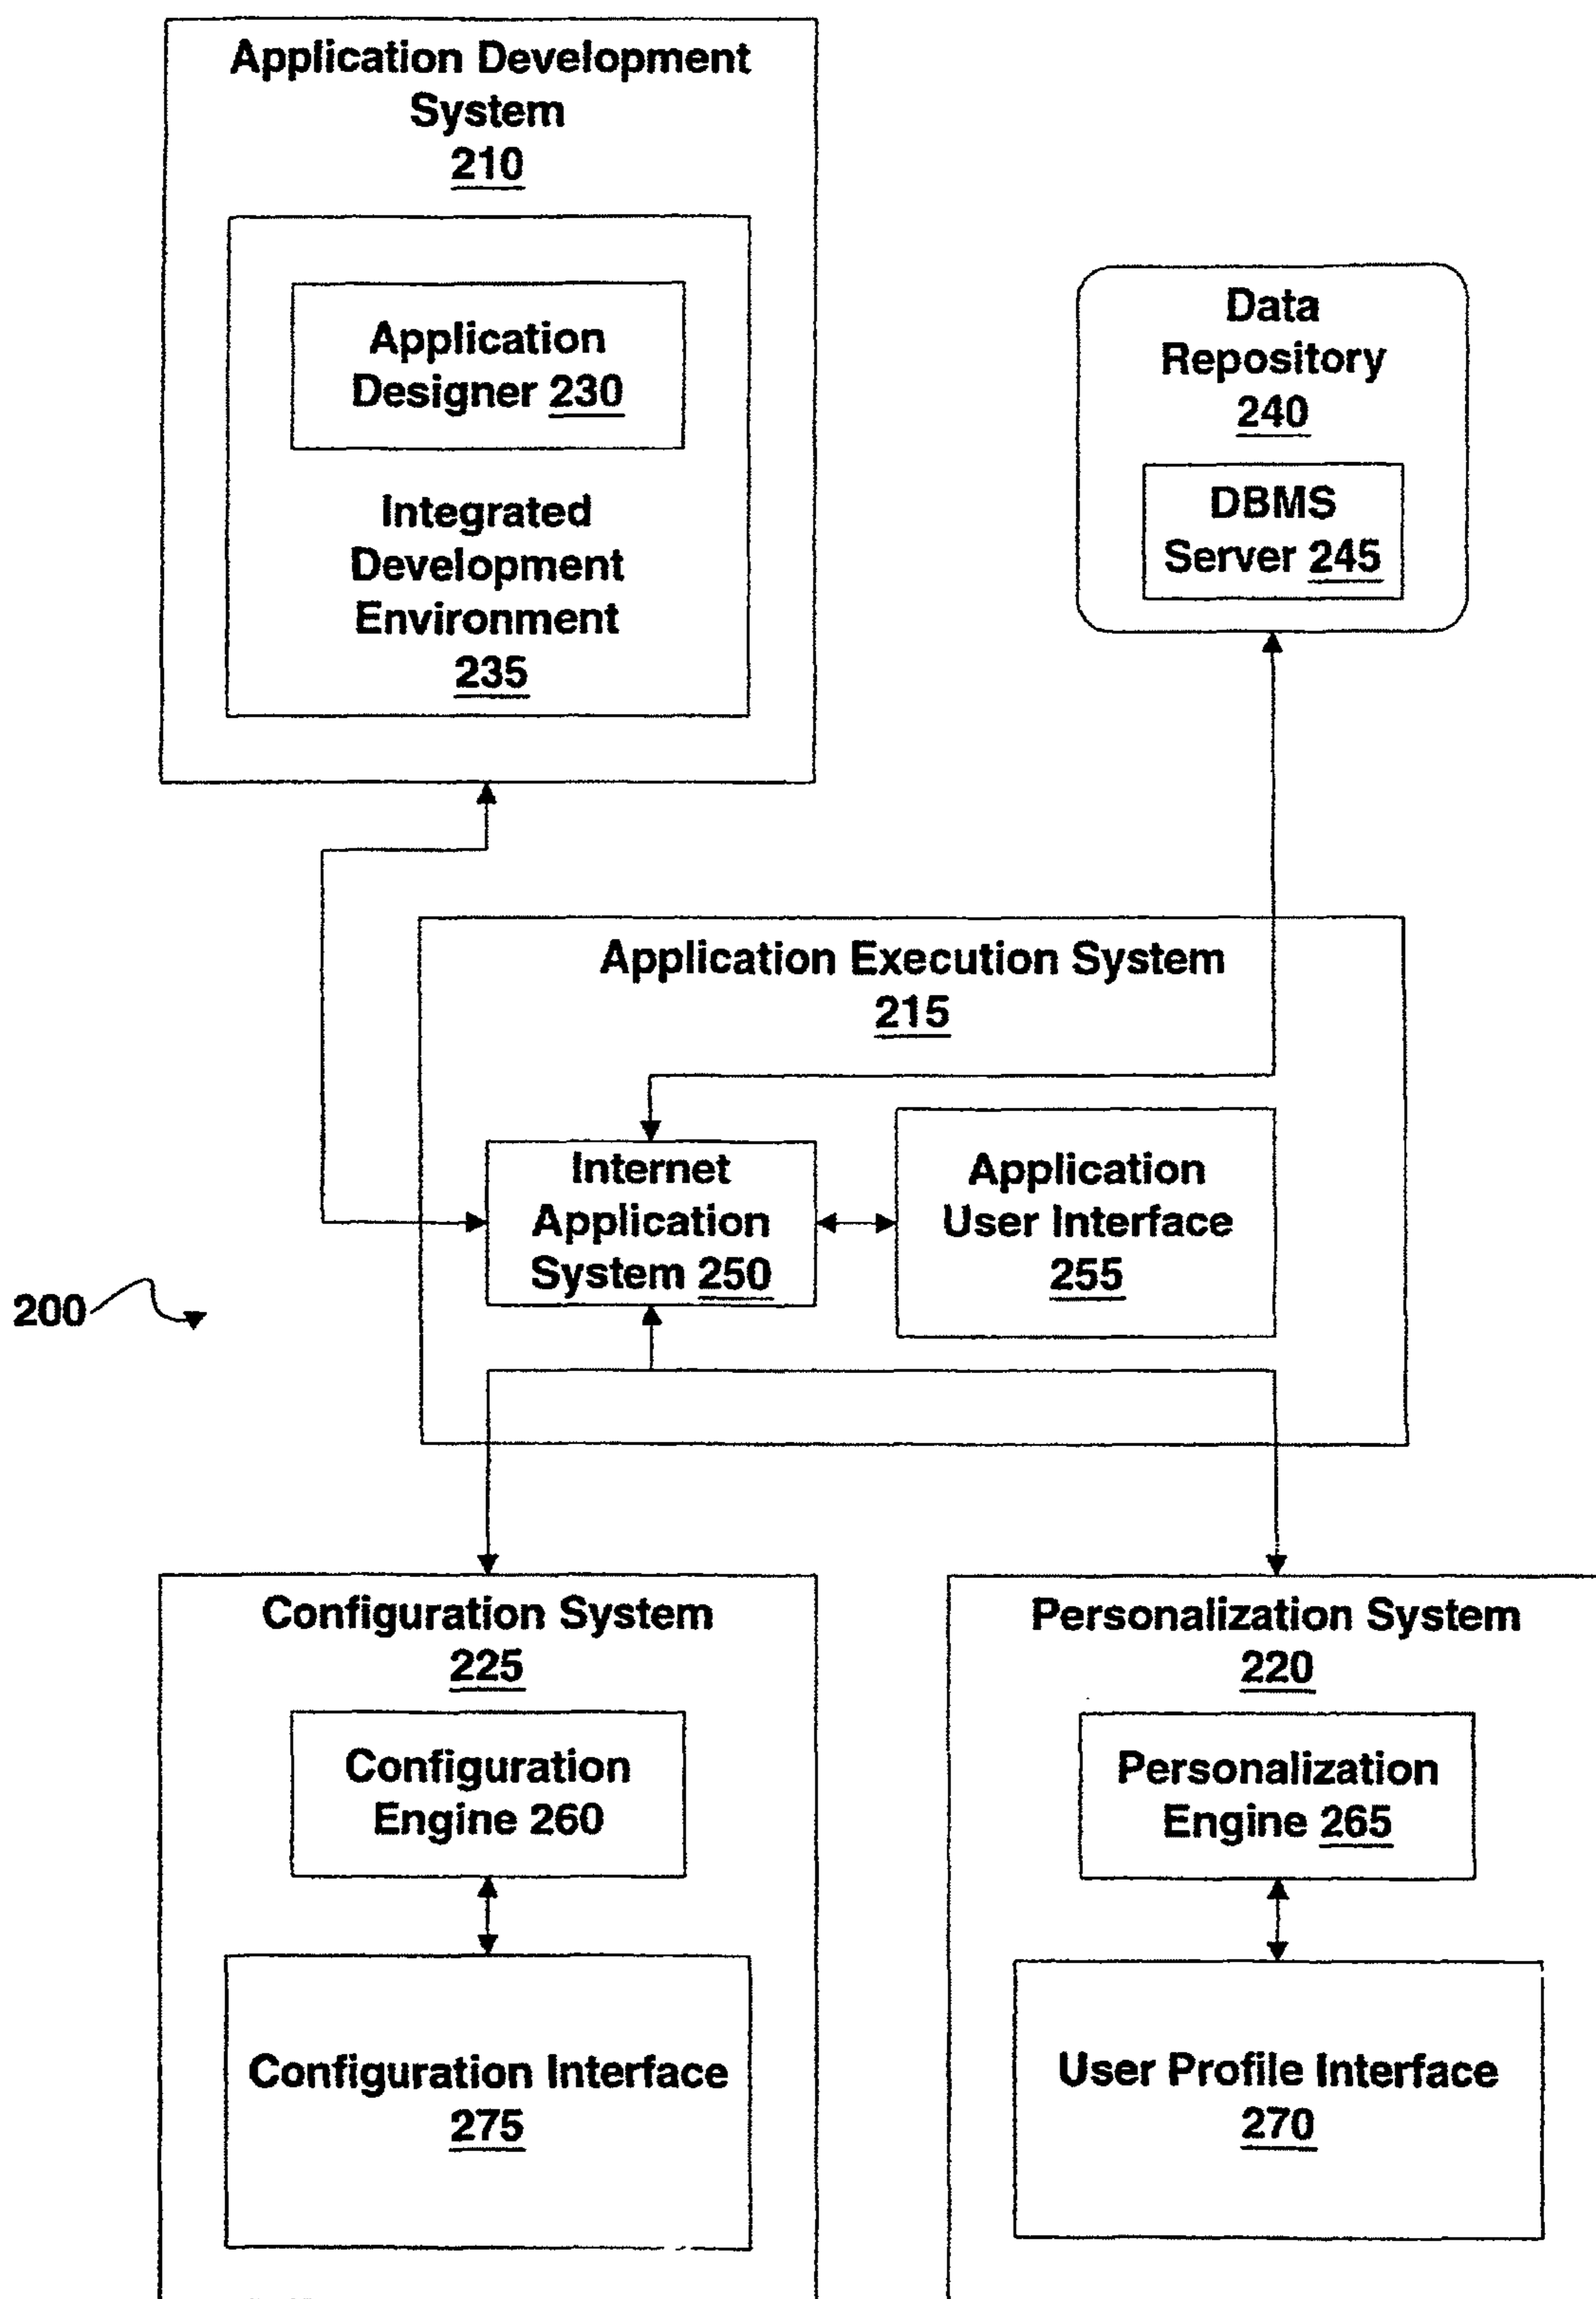 Application Development
System
210
Application
Designer 230
Integrated
Development
Environment
235
Data
Repository
240
DBMS
Server 245
Application Execution System
215
Internet
Application
System 250
Application
User Interface
255
200
Configuration System
225
Configuration
Engine 260
Configuration Interface
275
Personalization System
220
Personalization
Engine 265
User Profile Interface
270